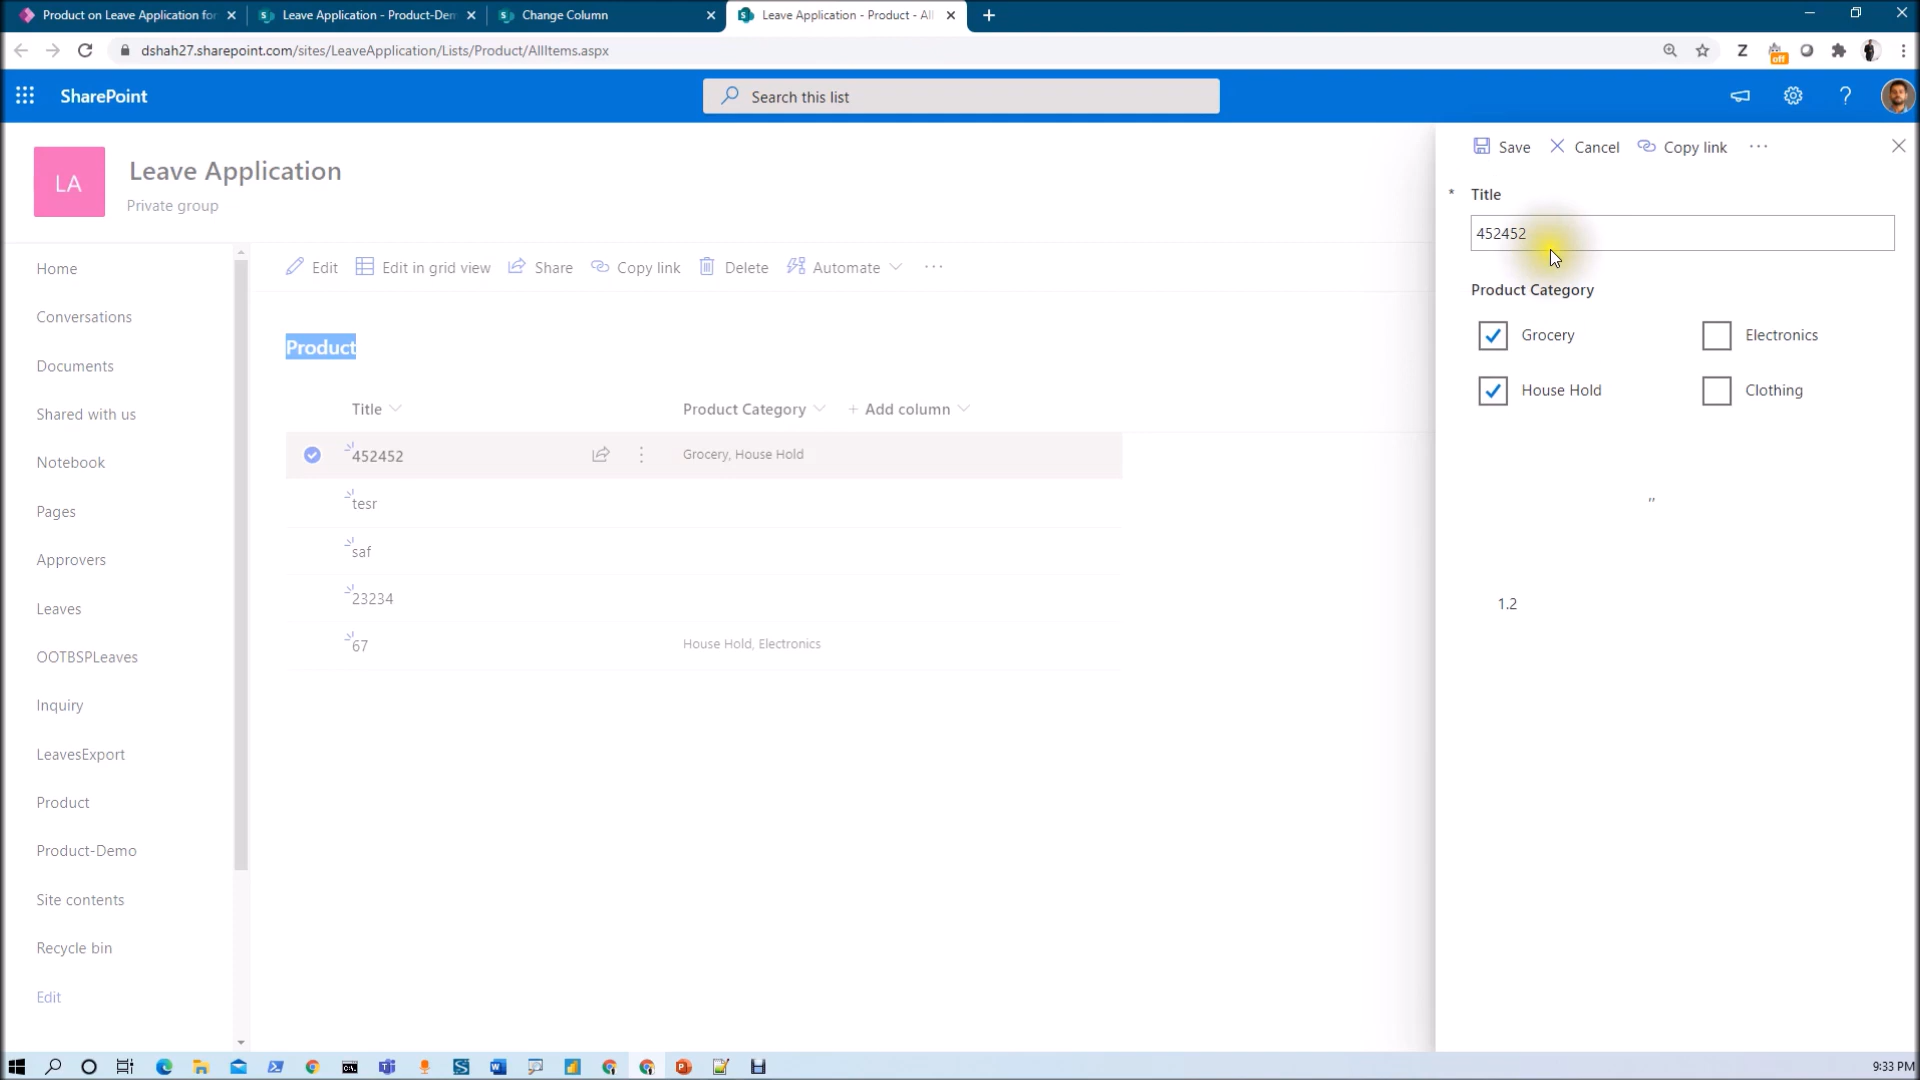 Product on Leave Application for
Leave Application - Product-Dem
Change Column
Leave Application - Product - All
dshah27.sharepoint.com/sites/LeaveApplication/Lists/Product/AllItems.aspx
Z
off
SharePoint
Search this list
LA
Leave Application
Private group
Home
Conversations
Documents
Shared with us
Notebook
Pages
Approvers
Leaves
OOTBSPLeaves
Inquiry
LeavesExport
Product
Product-Demo
Site contents
Recycle bin
Edit
Edit Edit in grid view Share Copy link Delete Automate ...
Product
Title Product Category + Add column
452452 Grocery, House Hold
tesr
saf
23234
67 House Hold, Electronics
Save Cancel Copy link ...
* Title
452452
Product Category
Grocery Electronics
House Hold Clothing
"
1.2
9:33 PM